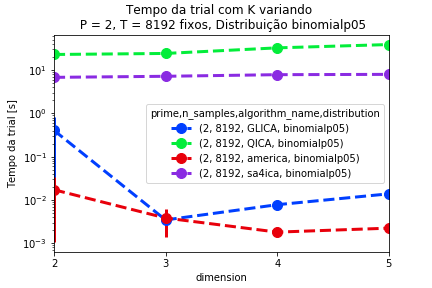 Tempo da trial com K variando
P = 2, T = 8192 fixos, Distribuição binomialp05
Tempo da trial [s]
10¹
10⁰
10⁻¹
10⁻²
10⁻³
prime,n_samples,algorithm_name,distribution
(2, 8192, GLICA, binomialp05)
(2, 8192, QICA, binomialp05)
(2, 8192, america, binomialp05)
(2, 8192, sa4ica, binomialp05)
2 3 4 5
dimension